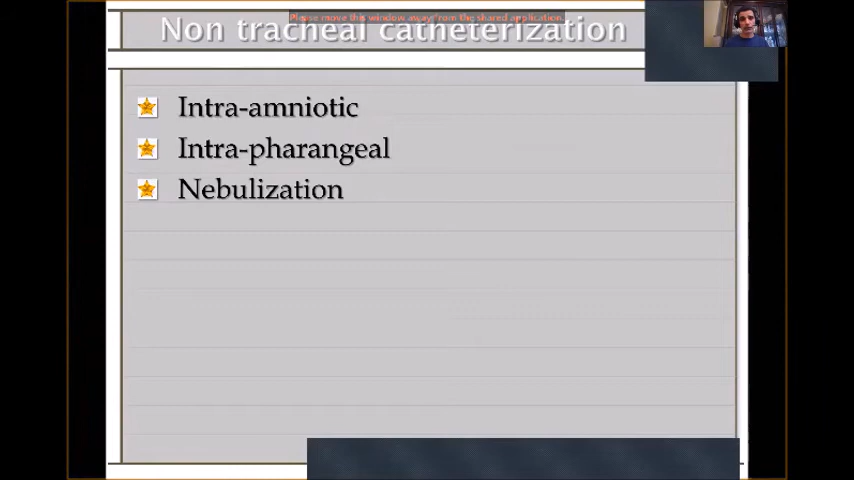 Please move this window away from the shared application.
Non tracheal catheterization
Intra-amniotic
Intra-pharangeal
Nebulization